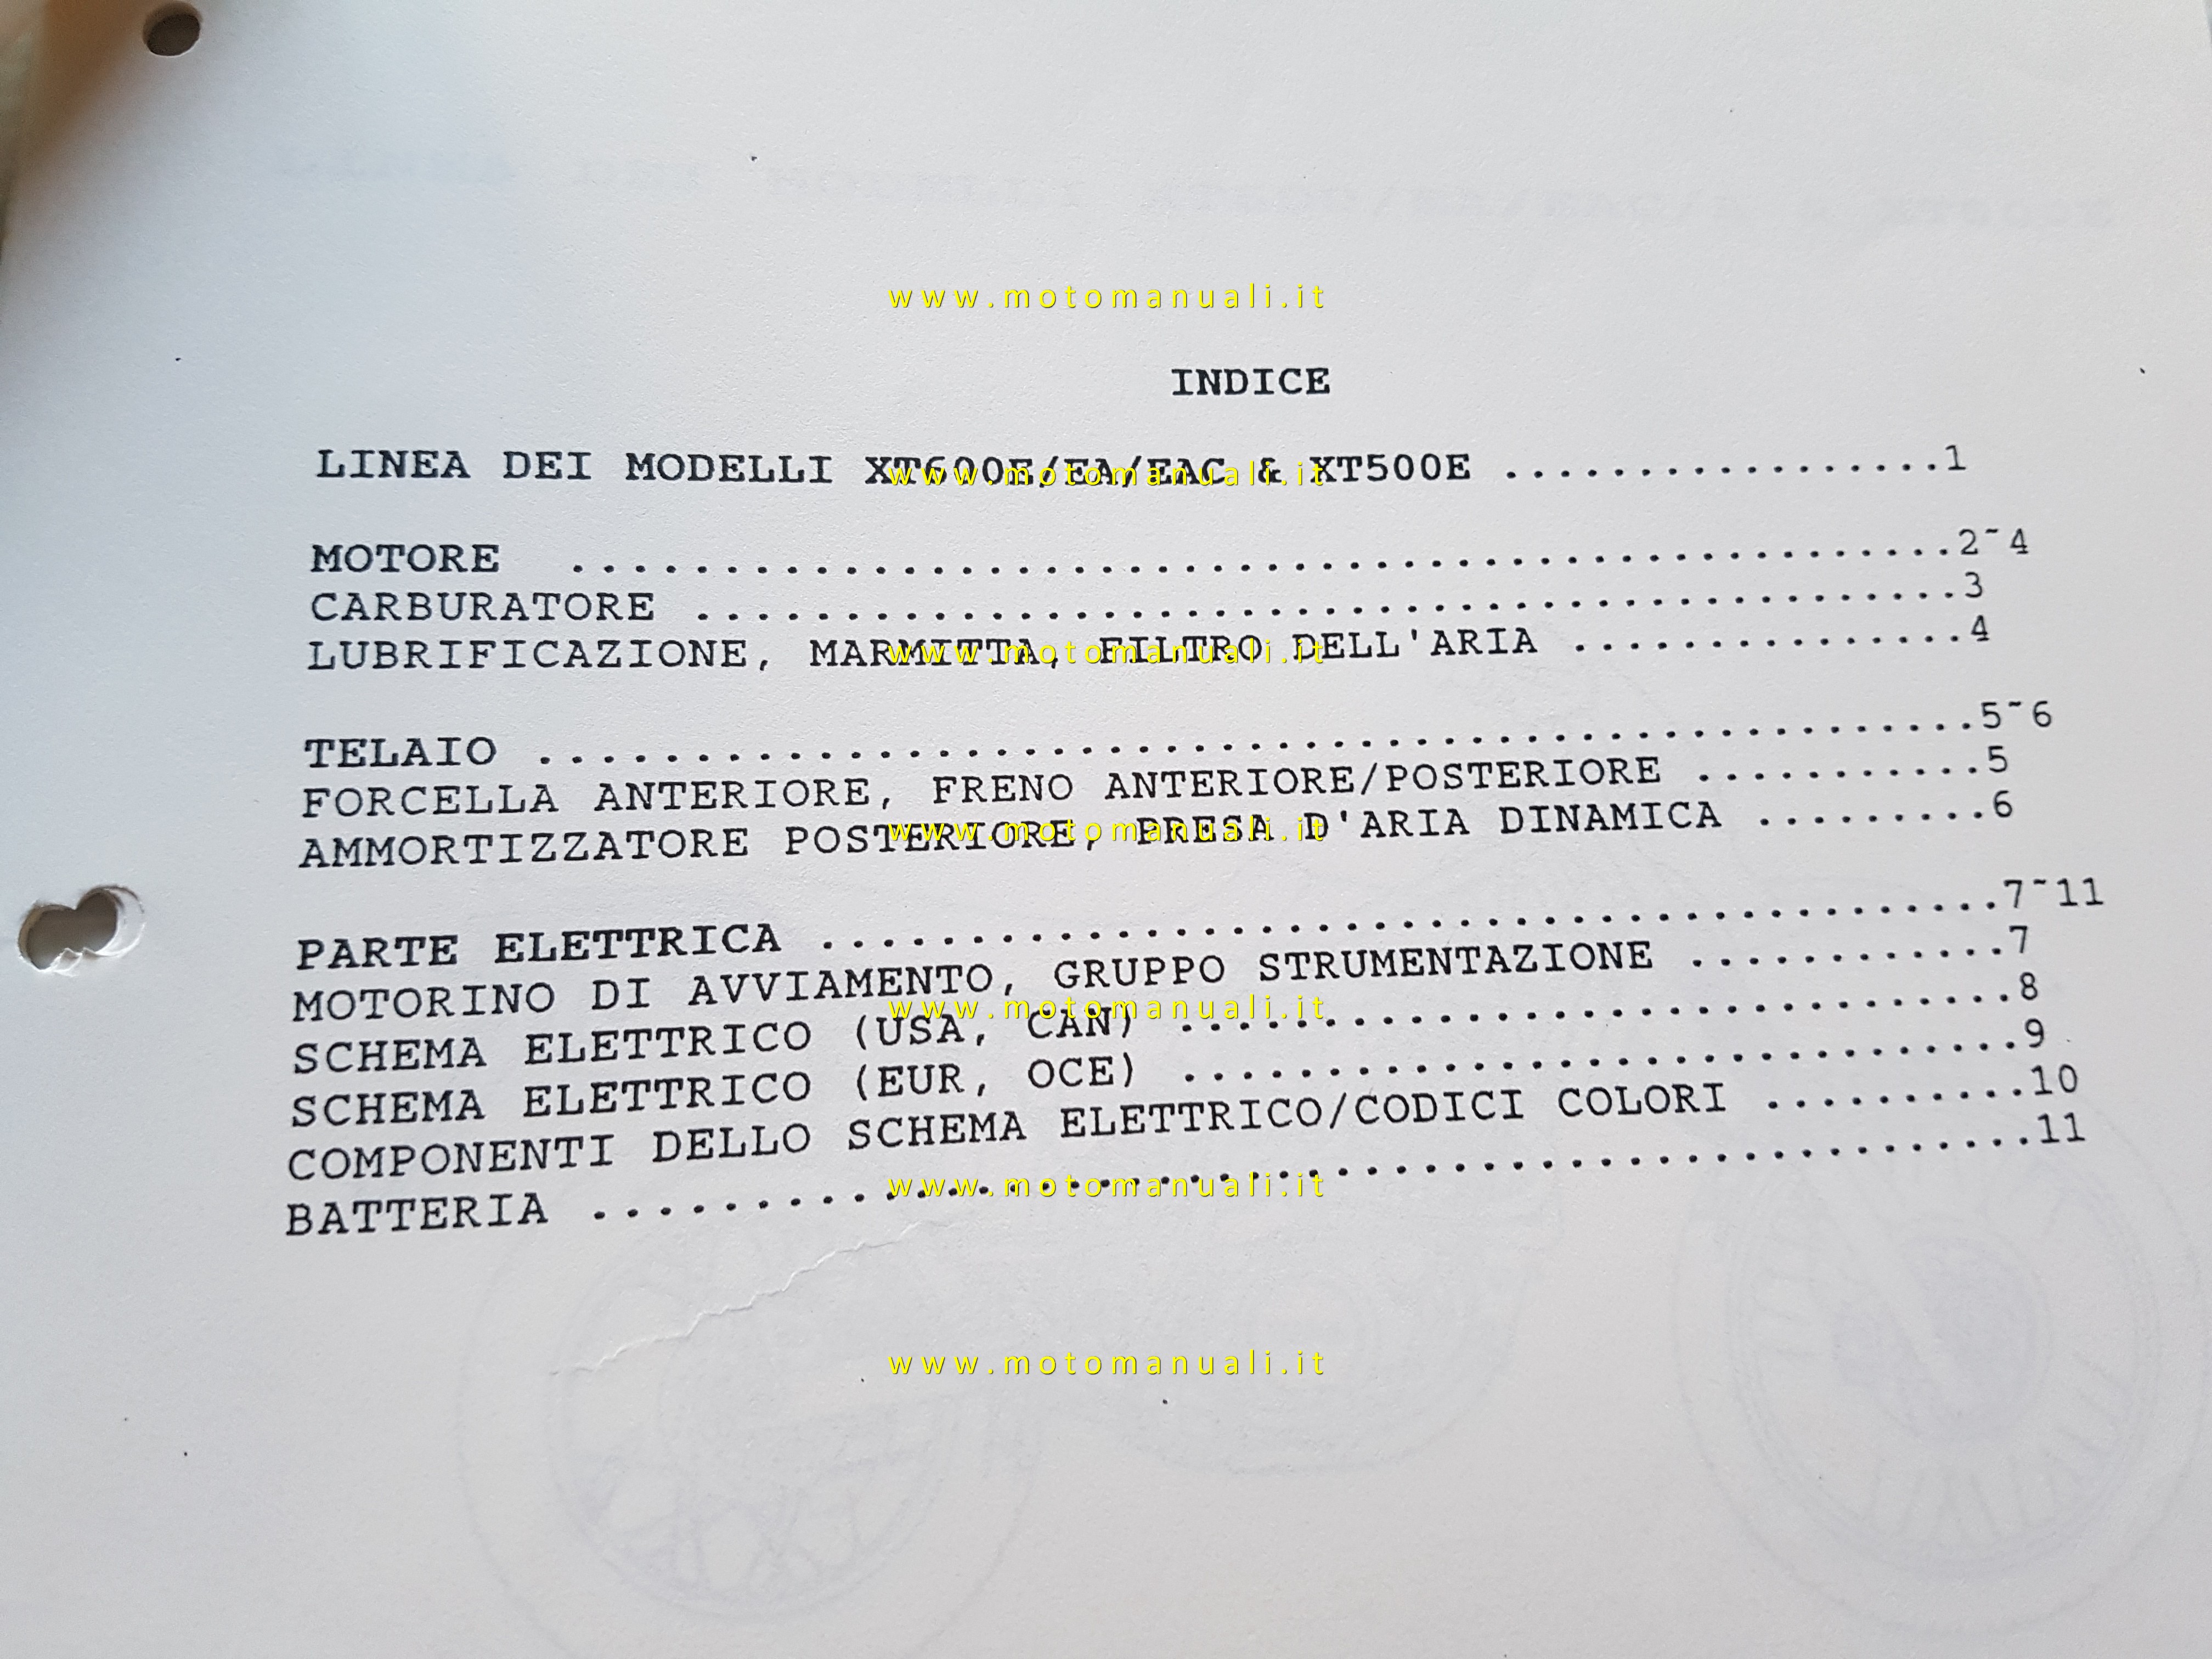 www.motomanuali.it
INDICE
LINEA DEI MODELLI XT600E/EA/EAC & XT500E ................1
www.motomanuali.it
MOTORE ................................................2~4
CARBURATORE ...........................................3
LUBRIFICAZIONE, MARMITTA, FILTRO DELL'ARIA ..............4
www.motomanuali.it
TELAIO ................................................5~6
FORCELLA ANTERIORE, FRENO ANTERIORE/POSTERIORE ..........5
AMMORTIZZATORE POSTERIORE, PRESA D'ARIA DINAMICA ........6
www.motomanuali.it
PARTE ELETTRICA .......................................7~11
MOTORINO DI AVVIAMENTO, GRUPPO STRUMENTAZIONE ...........7
www.motomanuali.it
SCHEMA ELETTRICO (USA, CAN) ............................8
SCHEMA ELETTRICO (EUR, OCE) ............................9
COMPONENTI DELLO SCHEMA ELETTRICO/CODICI COLORI .........10
BATTERIA ..............................................11
www.motomanuali.it
www.motomanuali.it